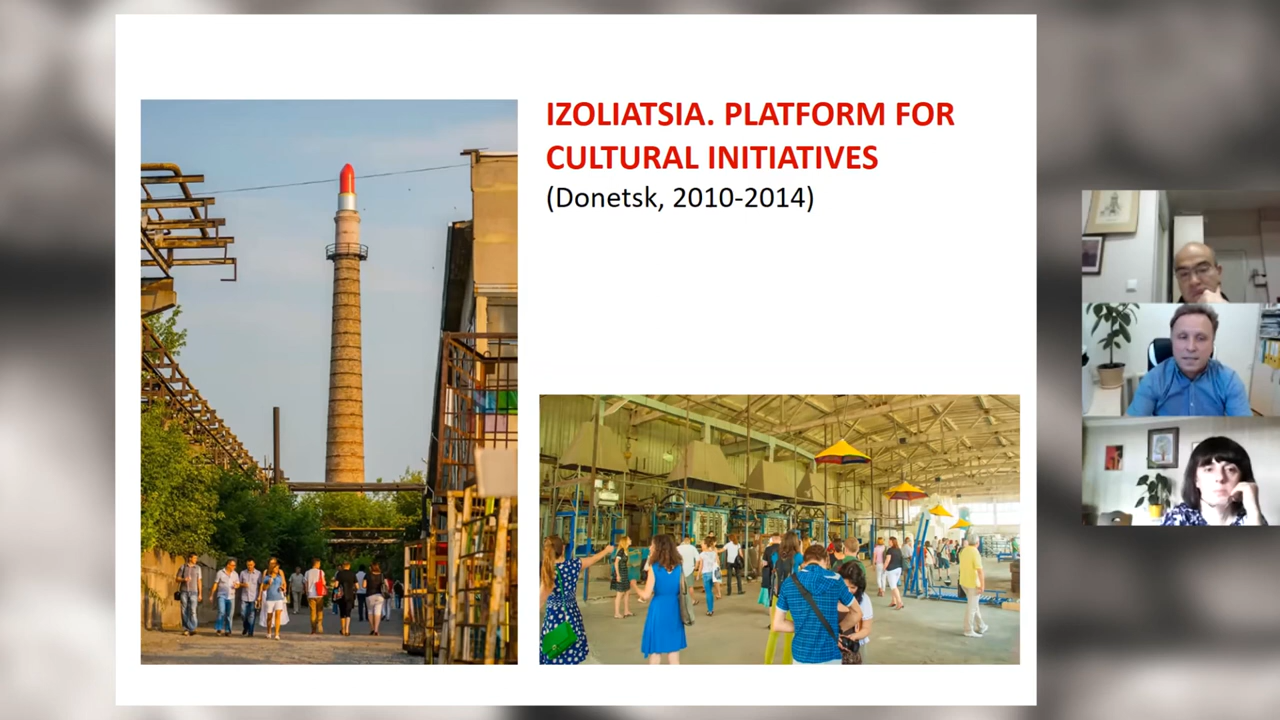 IZOLIATSIA. PLATFORM FOR
CULTURAL INITIATIVES
(Donetsk, 2010-2014)